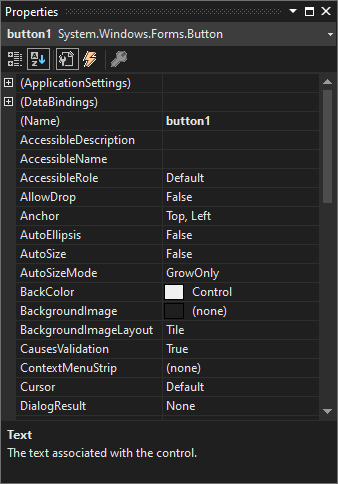 Properties
button1 System.Windows.Forms.Button
(ApplicationSettings)
(DataBindings)
(Name) button1
AccessibleDescription
AccessibleName
AccessibleRole Default
AllowDrop False
Anchor Top, Left
AutoEllipsis False
AutoSize False
AutoSizeMode GrowOnly
BackColor Control
BackgroundImage (none)
BackgroundImageLayout Tile
CausesValidation True
ContextMenuStrip (none)
Cursor Default
DialogResult None
Text
The text associated with the control.